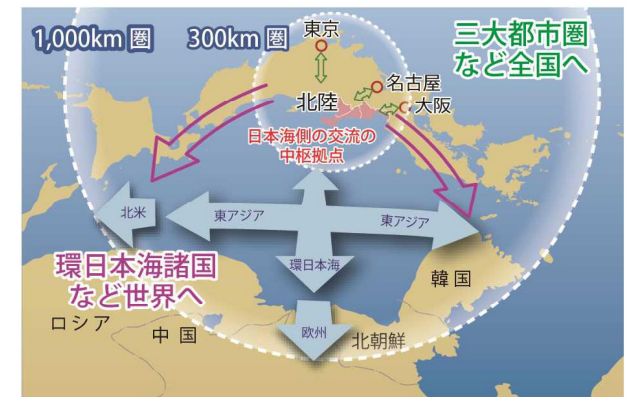 1,000km 圏
300km 圏
東京
三大都市圏
など全国へ
名古屋
北陸
大阪
日本海側の交流の
中枢拠点
北米
東アジア
東アジア
環日本海
環日本海諸国
など世界へ
韓国
ロシア
中国
欧州
北朝鮮